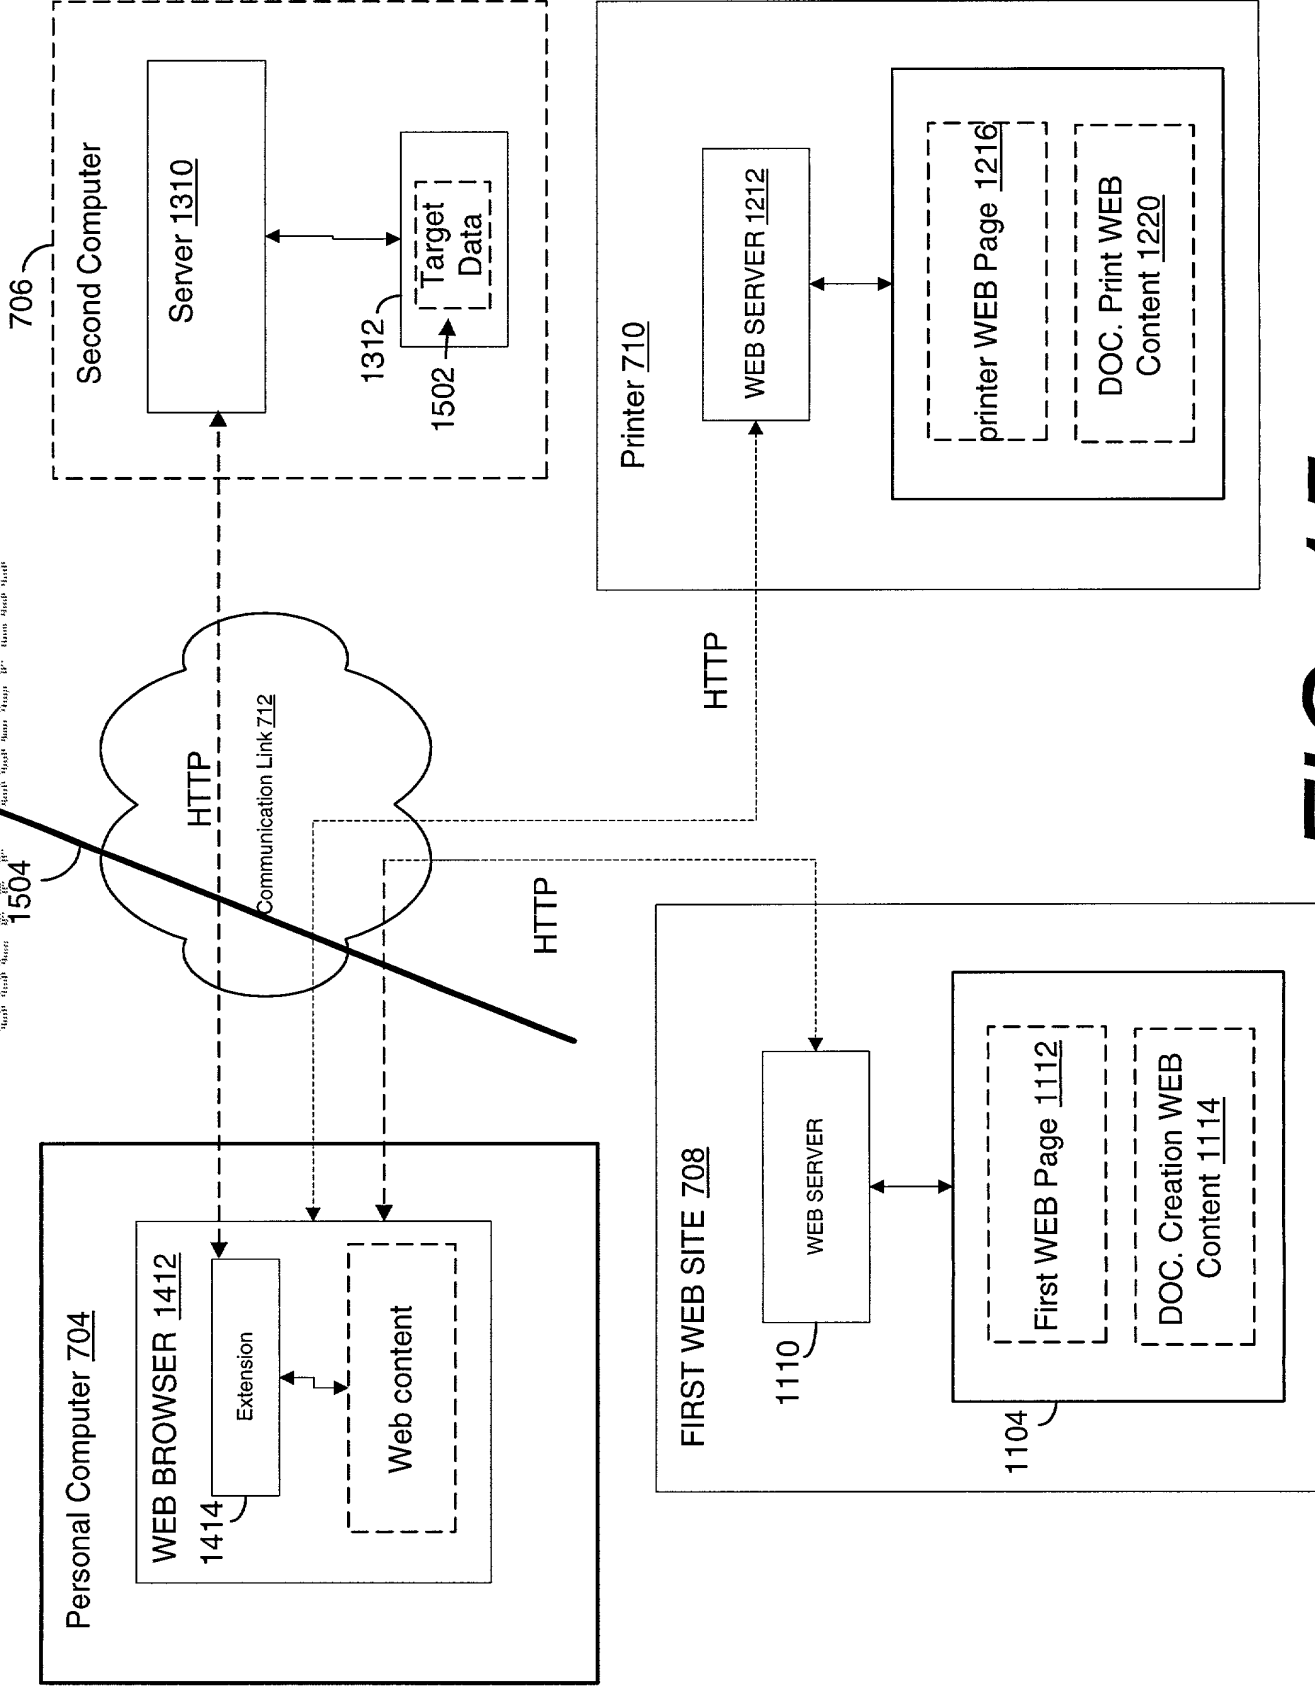 Personal Computer 704
WEB BROWSER 1412
1414
Extension
Web content
1504
HTTP
Communication Link 712
HTTP
HTTP
706
Second Computer
Server 1310
1312
1502
Target
Data
FIRST WEB SITE 708
1110
WEB SERVER
1104
First WEB Page 1112
DOC. Creation WEB
Content 1114
Printer 710
WEB SERVER 1212
printer WEB Page 1216
DOC. Print WEB
Content 1220